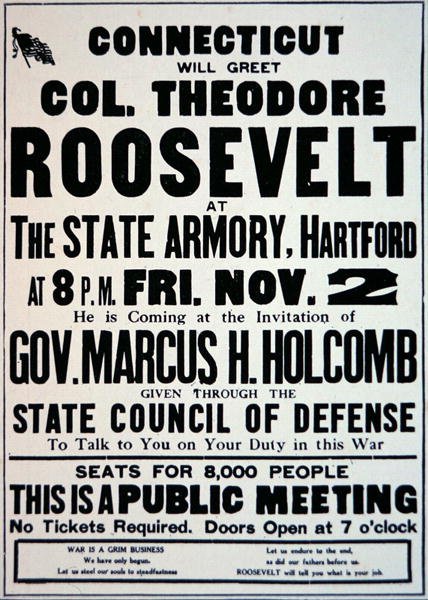 CONNECTICUT
WILL GREET
COL. THEODORE
ROOSEVELT
AT
THE STATE ARMORY, HARTFORD
AT 8 P.M. FRI. NOV. 2
He is Coming at the Invitation of
GOV. MARCUS H. HOLCOMB
GIVEN THROUGH THE
STATE COUNCIL OF DEFENSE
To Talk to You on Your Duty in this War
SEATS FOR 8,000 PEOPLE
THIS IS A PUBLIC MEETING
No Tickets Required. Doors Open at 7 o'clock
WAR IS A GRIM BUSINESS
We have only begun.
Let us steel our souls to steadfastness
Let us endure to the end,
as did our fathers before us.
ROOSEVELT will tell you what is your job.